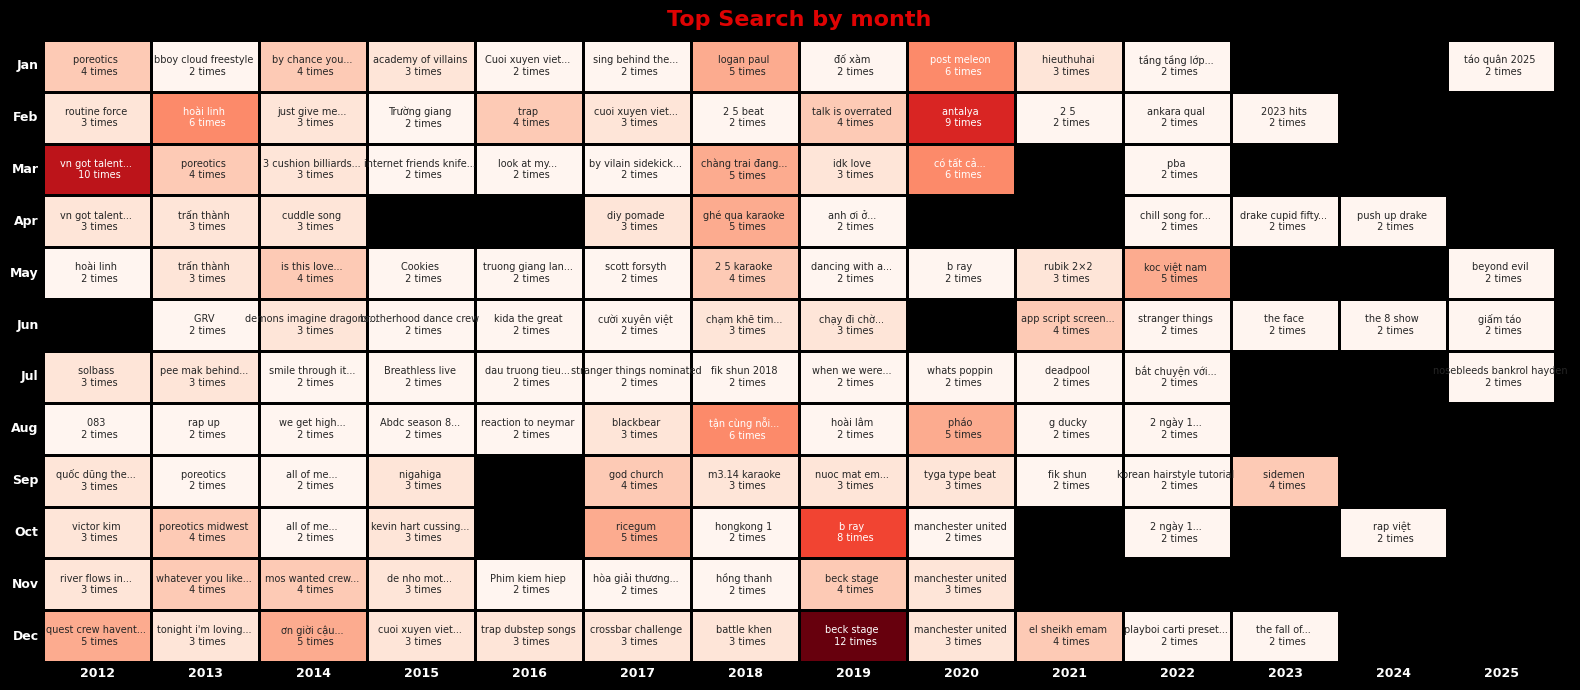 Top Search by month
Jan
poreotics
4 times
bboy cloud freestyle
2 times
by chance you...
4 times
academy of villains
3 times
Cuoi xuyen viet...
2 times
sing behind the...
2 times
logan paul
5 times
đồ xàm
2 times
post meleon
6 times
hieuthuhai
3 times
tầng tầng lớp...
2 times
táo quân 2025
2 times
Feb
routine force
3 times
hoài linh
6 times
just give me...
3 times
Trường giang
2 times
trap
4 times
cuoi xuyen viet...
3 times
2 5 beat
2 times
talk is overrated
4 times
antalya
9 times
2 5
2 times
ankara qual
2 times
2023 hits
2 times
Mar
vn got talent...
10 times
poreotics
4 times
3 cushion billiards...
3 times
internet friends knife...
2 times
look at my...
2 times
by vilain sidekick...
2 times
chàng trai đang...
5 times
idk love
3 times
có tất cả...
6 times
pba
2 times
Apr
vn got talent...
3 times
trấn thành
3 times
cuddle song
3 times
diy pomade
3 times
ghé qua karaoke
5 times
anh ơi ở...
2 times
chill song for...
2 times
drake cupid fifty...
2 times
push up drake
2 times
May
hoài linh
2 times
trấn thành
3 times
is this love...
4 times
Cookies
2 times
truong giang lan...
2 times
scott forsyth
2 times
2 5 karaoke
4 times
dancing with a...
2 times
b ray
2 times
rubik 2×2
3 times
koc việt nam
5 times
beyond evil
2 times
Jun
GRV
2 times
demons imagine dragons...
3 times
brotherhood dance crew
2 times
kida the great
2 times
cười xuyên việt
2 times
chạm khẽ tim...
3 times
chạy đi chờ...
3 times
app script screen...
4 times
stranger things
2 times
the face
2 times
the 8 show
2 times
giấm táo
2 times
Jul
solbass
3 times
pee mak behind...
3 times
smile through it...
2 times
Breathless live
2 times
dau truong tieu...
2 times
stranger things nominated
2 times
fik shun 2018
2 times
when we were...
2 times
whats poppin
2 times
deadpool
2 times
bắt chuyện với...
2 times
nosebleeds bankrol hayden
2 times
Aug
083
2 times
rap up
2 times
we get high...
2 times
Abdc season 8...
2 times
reaction to neymar
2 times
blackbear
3 times
tận cùng nỗi...
6 times
hoài lâm
2 times
pháo
5 times
g ducky
2 times
2 ngày 1...
2 times
Sep
quốc dũng the...
3 times
poreotics
2 times
all of me...
2 times
nigahiga
3 times
god church
4 times
m3.14 karaoke
3 times
nuoc mat em...
3 times
tyga type beat
3 times
fik shun
2 times
korean hairstyle tutorial
2 times
sidemen
4 times
Oct
victor kim
3 times
poreotics midwest
4 times
all of me...
2 times
kevin hart cussing...
3 times
ricegum
5 times
hongkong 1
2 times
b ray
8 times
manchester united
2 times
2 ngày 1...
2 times
rap việt
2 times
Nov
river flows in...
3 times
whatever you like...
4 times
mos wanted crew...
4 times
de nho mot...
3 times
Phim kiem hiep
2 times
hòa giải thương...
2 times
hồng thanh
2 times
beck stage
4 times
manchester united
3 times
Dec
quest crew havent...
5 times
tonight i'm loving...
3 times
ơn giời cậu...
5 times
cuoi xuyen viet...
3 times
trap dubstep songs
3 times
crossbar challenge
3 times
battle khen
3 times
beck stage
12 times
manchester united
3 times
el sheikh emam
4 times
playboi carti preset...
2 times
the fall of...
2 times
2012
2013
2014
2015
2016
2017
2018
2019
2020
2021
2022
2023
2024
2025